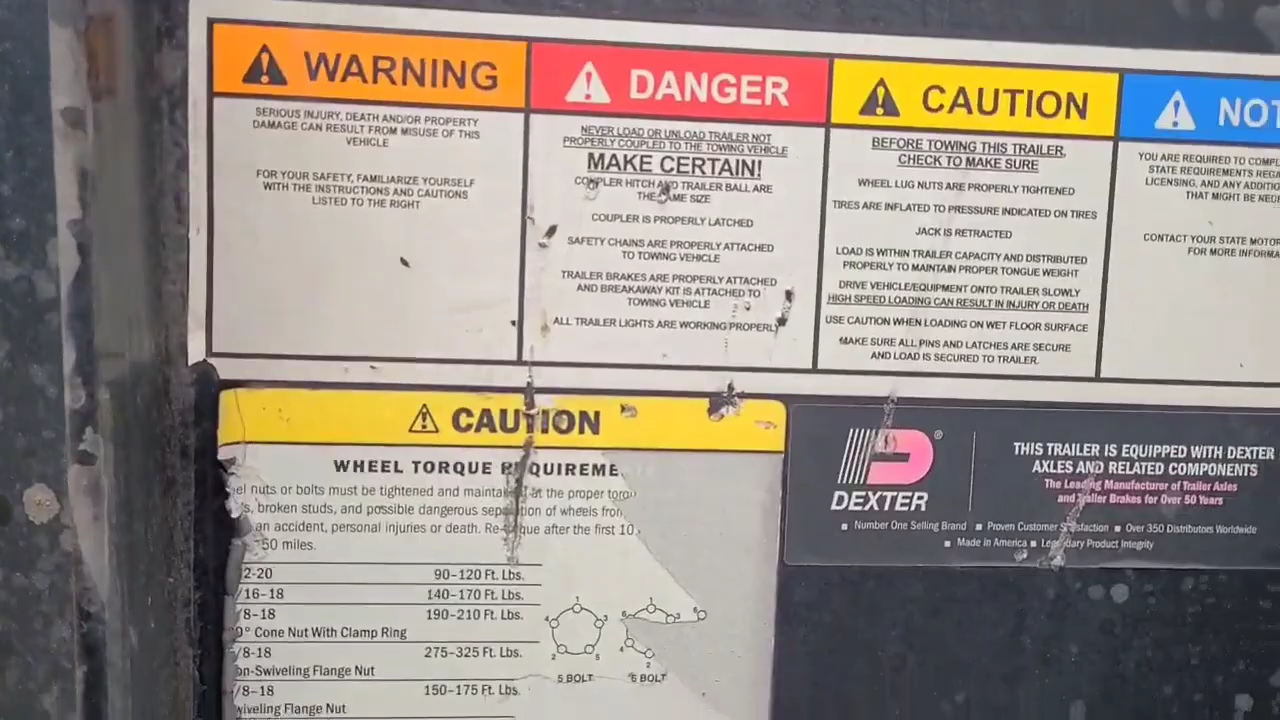 WARNING
SERIOUS INJURY, DEATH AND/OR PROPERTY
DAMAGE CAN RESULT FROM MISUSE OF THIS
VEHICLE
FOR YOUR SAFETY, FAMILIARIZE YOURSELF
WITH THE INSTRUCTIONS AND CAUTIONS
LISTED TO THE RIGHT
DANGER
NEVER LOAD OR UNLOAD TRAILER NOT
PROPERLY COUPLED TO THE TOWING VEHICLE
MAKE CERTAIN!
COUPLER HITCH AND TRAILER BALL ARE
THE SAME SIZE
COUPLER IS PROPERLY LATCHED
SAFETY CHAINS ARE PROPERLY ATTACHED
TO TOWING VEHICLE
TRAILER BRAKES ARE PROPERLY ATTACHED
AND BREAKAWAY KIT IS ATTACHED TO
TOWING VEHICLE
ALL TRAILER LIGHTS ARE WORKING PROPERLY
CAUTION
BEFORE TOWING THIS TRAILER,
CHECK TO MAKE SURE
WHEEL LUG NUTS ARE PROPERLY TIGHTENED
TIRES ARE INFLATED TO PRESSURE INDICATED ON TIRES
JACK IS RETRACTED
LOAD IS WITHIN TRAILER CAPACITY AND DISTRIBUTED
PROPERLY TO MAINTAIN PROPER TONGUE WEIGHT
DRIVE VEHICLE/EQUIPMENT ONTO TRAILER SLOWLY
HIGH SPEED LOADING CAN RESULT IN INJURY OR DEATH
USE CAUTION WHEN LOADING ON WET FLOOR SURFACE
MAKE SURE ALL PINS AND LATCHES ARE SECURE
AND LOAD IS SECURED TO TRAILER.
NOT
YOU ARE REQUIRED TO COMPL
STATE REQUIREMENTS REGA
LICENSING, AND ANY ADDITIO
THAT MIGHT BE NECE
CONTACT YOUR STATE MOTOR
FOR MORE INFORMA
CAUTION
WHEEL TORQUE REQUIREME
el nuts or bolts must be tightened and maintained at the proper torqu
s, broken studs, and possible dangerous separation of wheels from
an accident, personal injuries or death. Re-torque after the first 10,
50 miles.
2-20 90-120 Ft. Lbs.
/16-18 140-170 Ft. Lbs.
/8-18 190-210 Ft. Lbs.
0° Cone Nut With Clamp Ring
/8-18 275-325 Ft. Lbs.
on-Swiveling Flange Nut
/8-18 150-175 Ft. Lbs.
wiveling Flange Nut
1
3
5
2
4
5 BOLT
1
3
6
6
4
2
6 BOLT
®
DEXTER
THIS TRAILER IS EQUIPPED WITH DEXTER
AXLES AND RELATED COMPONENTS
The Leading Manufacturer of Trailer Axles
and Trailer Brakes for Over 50 Years
■ Number One Selling Brand ■ Proven Customer Satisfaction ■ Over 350 Distributors Worldwide
■ Made in America ■ Legendary Product Integrity